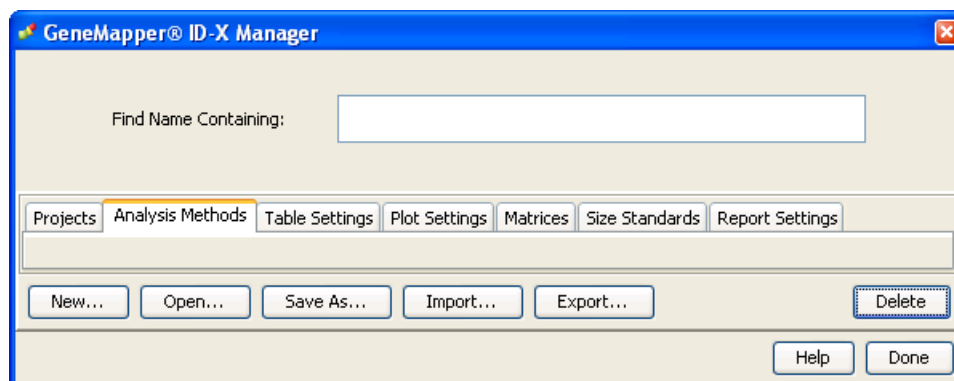 GeneMapper® ID-X Manager
Find Name Containing:
Projects Analysis Methods Table Settings Plot Settings Matrices Size Standards Report Settings
New... Open... Save As... Import... Export... Delete
Help Done